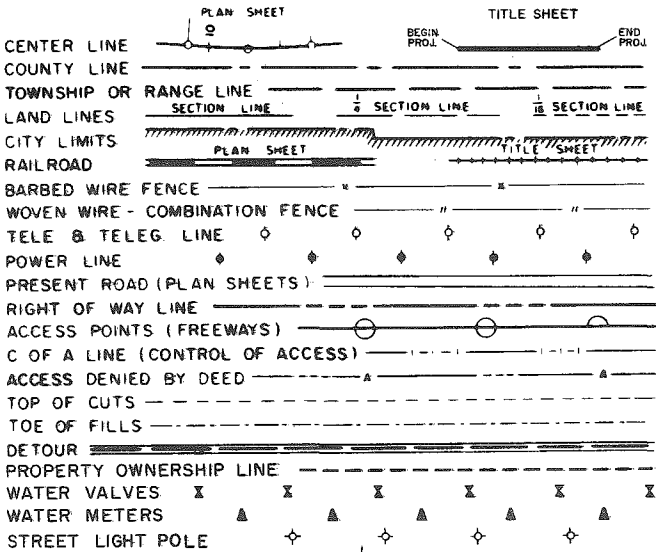 PLAN SHEET
TITLE SHEET
10
CENTER LINE
BEGIN PROJ.
END PROJ.
COUNTY LINE
TOWNSHIP OR RANGE LINE
LAND LINES
SECTION LINE
1/4 SECTION LINE
1/16 SECTION LINE
CITY LIMITS
PLAN SHEET
TITLE SHEET
RAILROAD
BARBED WIRE FENCE
WOVEN WIRE - COMBINATION FENCE
TELE & TELEG. LINE
POWER LINE
PRESENT ROAD (PLAN SHEETS)
RIGHT OF WAY LINE
ACCESS POINTS (FREEWAYS)
C OF A LINE (CONTROL OF ACCESS)
ACCESS DENIED BY DEED
TOP OF CUTS
TOE OF FILLS
DETOUR
PROPERTY OWNERSHIP LINE
WATER VALVES
WATER METERS
STREET LIGHT POLE